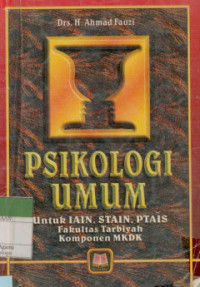 Drs. H. Ahmad Fauzi
PSIKOLOGI
UMUM
Untuk IAIN, STAIN, PTAIS
Fakultas Tarbiyah
Komponen MKDK